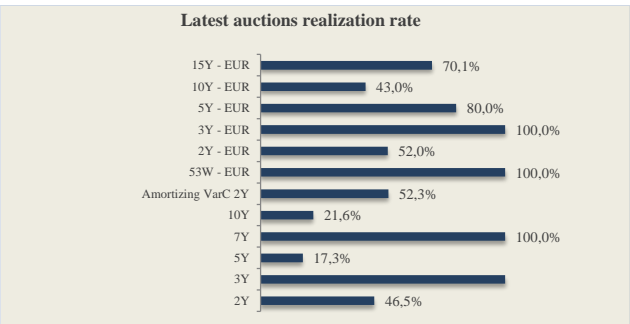 Latest auctions realization rate
15Y - EUR 70,1%
10Y - EUR 43,0%
5Y - EUR 80,0%
3Y - EUR 100,0%
2Y - EUR 52,0%
53W - EUR 100,0%
Amortizing VarC 2Y 52,3%
10Y 21,6%
7Y 100,0%
5Y 17,3%
3Y
2Y 46,5%